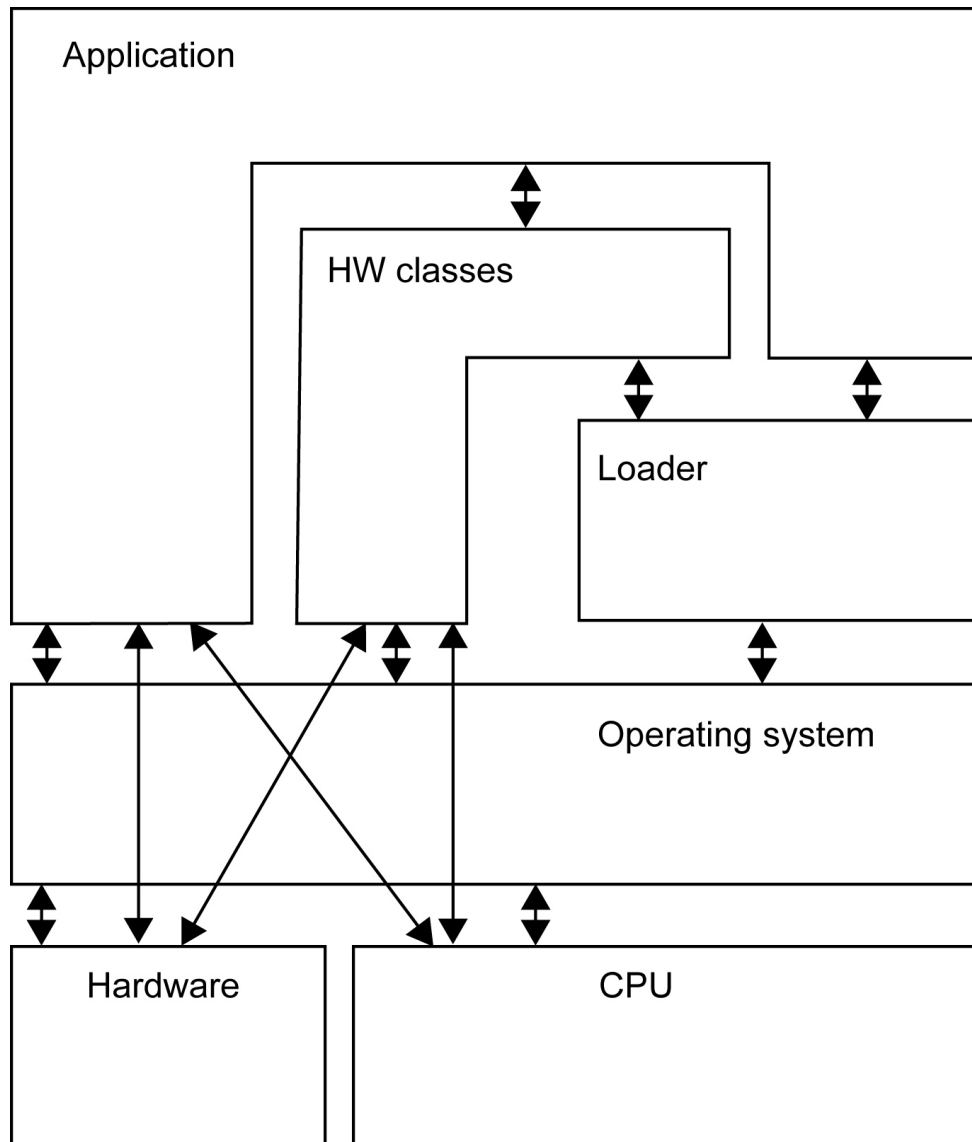 Application
HW classes
Loader
Operating system
Hardware
CPU